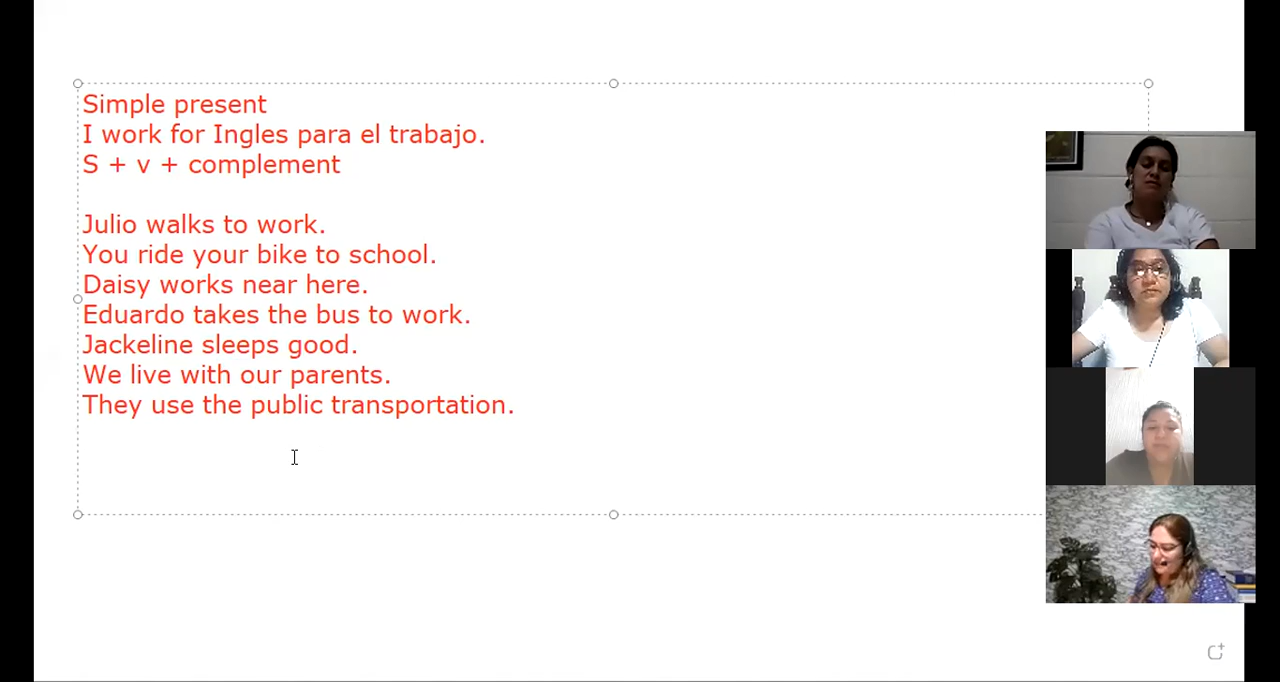 Simple present
I work for Ingles para el trabajo.
S + v + complement
Julio walks to work.
You ride your bike to school.
Daisy works near here.
Eduardo takes the bus to work.
Jackeline sleeps good.
We live with our parents.
They use the public transportation.